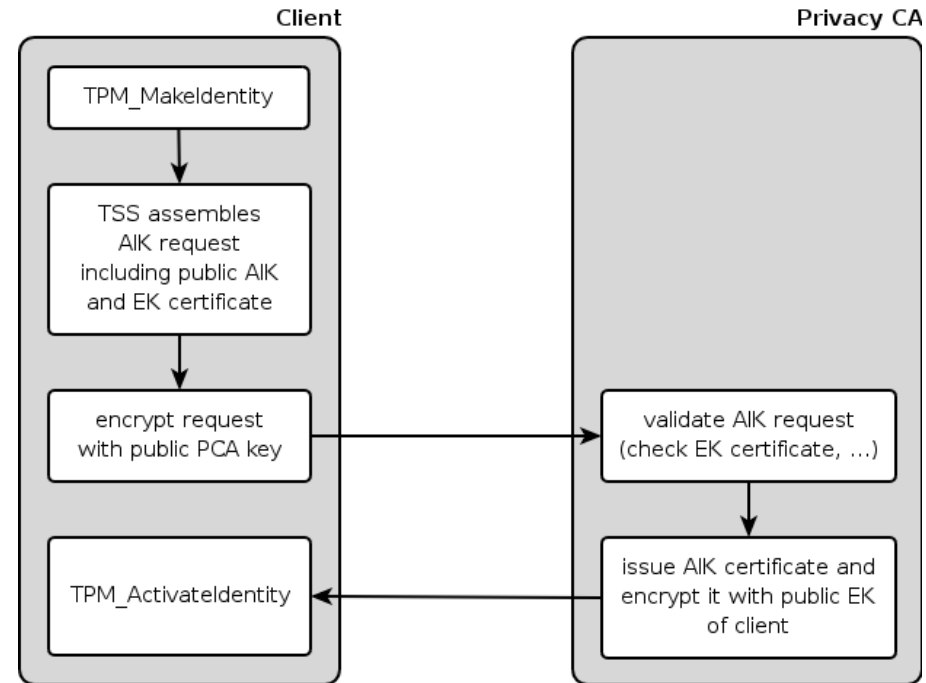 Client
Privacy CA
TPM_MakeIdentity
TSS assembles
AIK request
including public AIK
and EK certificate
encrypt request
with public PCA key
validate AIK request
(check EK certificate, ...)
issue AIK certificate and
encrypt it with public EK
of client
TPM_ActivateIdentity